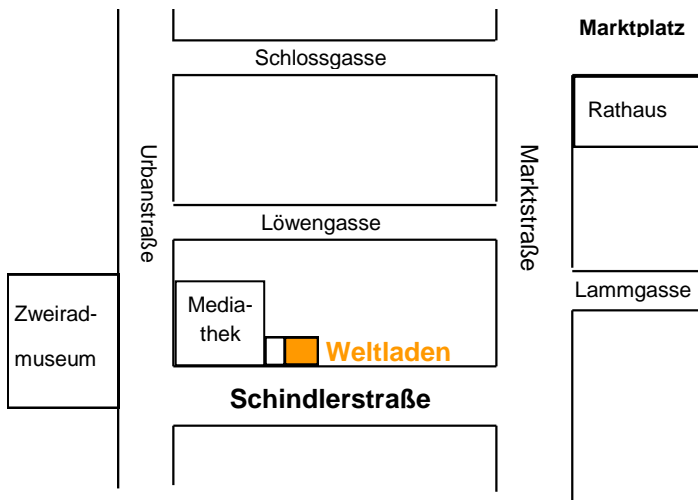 Marktplatz
Schlossgasse
Rathaus
Urbanstraße
Marktstraße
Löwengasse
Lammgasse
Zweirad-
museum
Media-
thek
Weltladen
Schindlerstraße